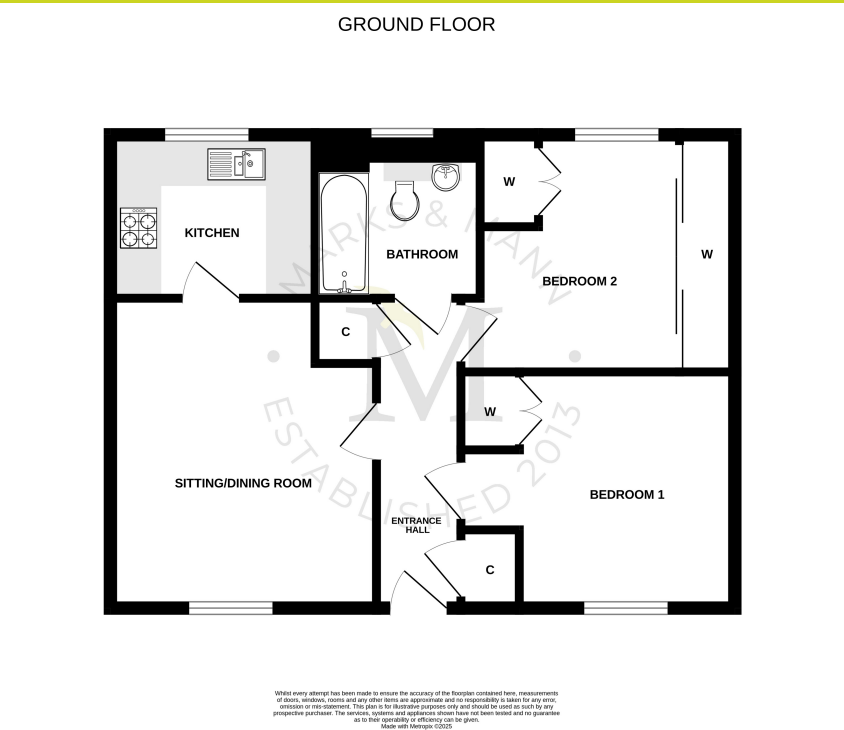 GROUND FLOOR
W
KITCHEN
BATHROOM
W
BEDROOM 2
C
W
SITTING/DINING ROOM
BEDROOM 1
ENTRANCE
HALL
C
MARKS & MANN
M
ESTABLISHED 2013
Whilst every attempt has been made to ensure the accuracy of the floorplan contained here, measurements
of doors, windows, rooms and any other items are approximate and no responsibility is taken for any error,
omission or mis-statement. This plan is for illustrative purposes only and should be used as such by any
prospective purchaser. The services, systems and appliances shown have not been tested and no guarantee
as to their operability or efficiency can be given.
Made with Metropix ©2025